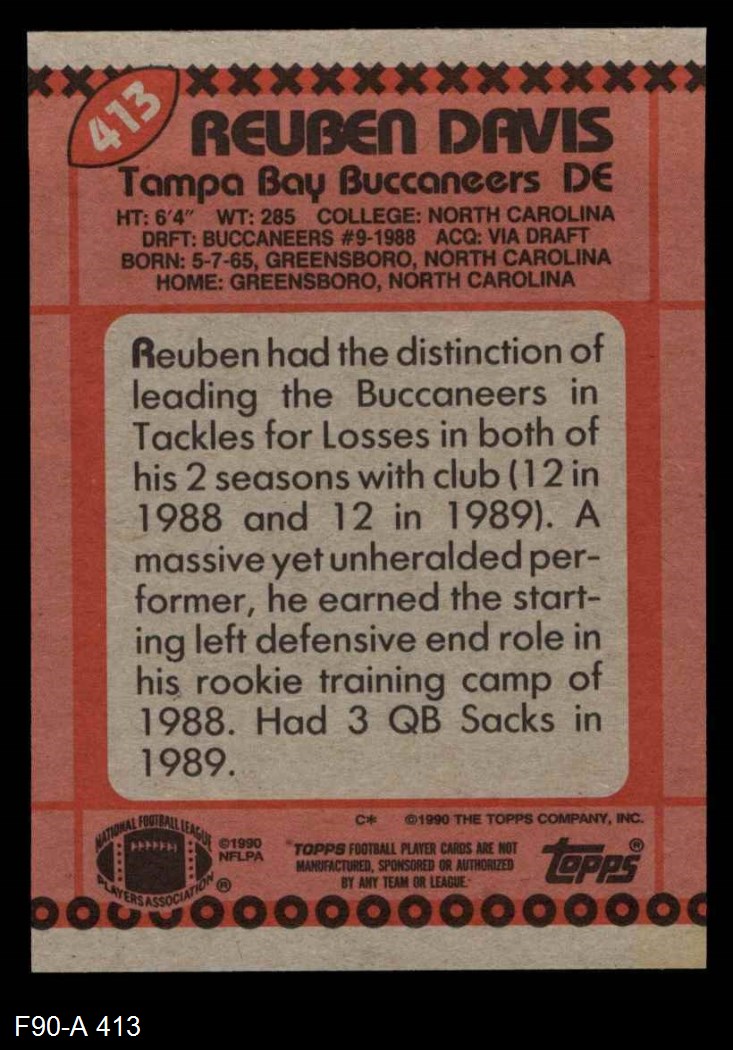 413
REUBEN DAVIS
Tampa Bay Buccaneers DE
HT: 6'4" WT: 285 COLLEGE: NORTH CAROLINA
DRFT: BUCCANEERS #9-1988 ACQ: VIA DRAFT
BORN: 5-7-65, GREENSBORO, NORTH CAROLINA
HOME: GREENSBORO, NORTH CAROLINA
Reuben had the distinction of
leading the Buccaneers in
Tackles for Losses in both of
his 2 seasons with club (12 in
1988 and 12 in 1989). A
massive yet unheralded per-
former, he earned the start-
ing left defensive end role in
his rookie training camp of
1988. Had 3 QB Sacks in
1989.
C* ©1990 THE TOPPS COMPANY, INC.
NATIONAL FOOTBALL LEAGUE
PLAYERS ASSOCIATION ®
©1990
NFLPA
TOPPS FOOTBALL PLAYER CARDS ARE NOT
MANUFACTURED, SPONSORED OR AUTHORIZED
BY ANY TEAM OR LEAGUE.
topps®
F90-A 413